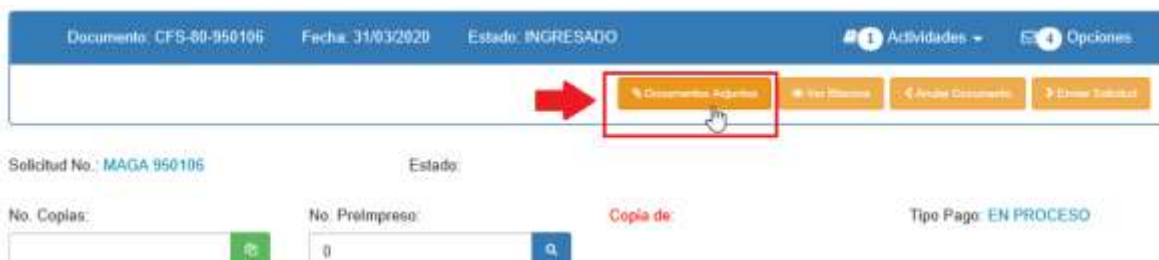 Documento: CFS-80-950106 Fecha: 31/03/2020 Estado: INGRESADO 1 Actividades 4 Opciones
Documentos Adjuntos Ver Bitacora Anular Documento Enviar Solicitud
Solicitud No.: MAGA 950106 Estado:
No. Copias: No. PreImpreso: Copia de: Tipo Pago: EN PROCESO
0